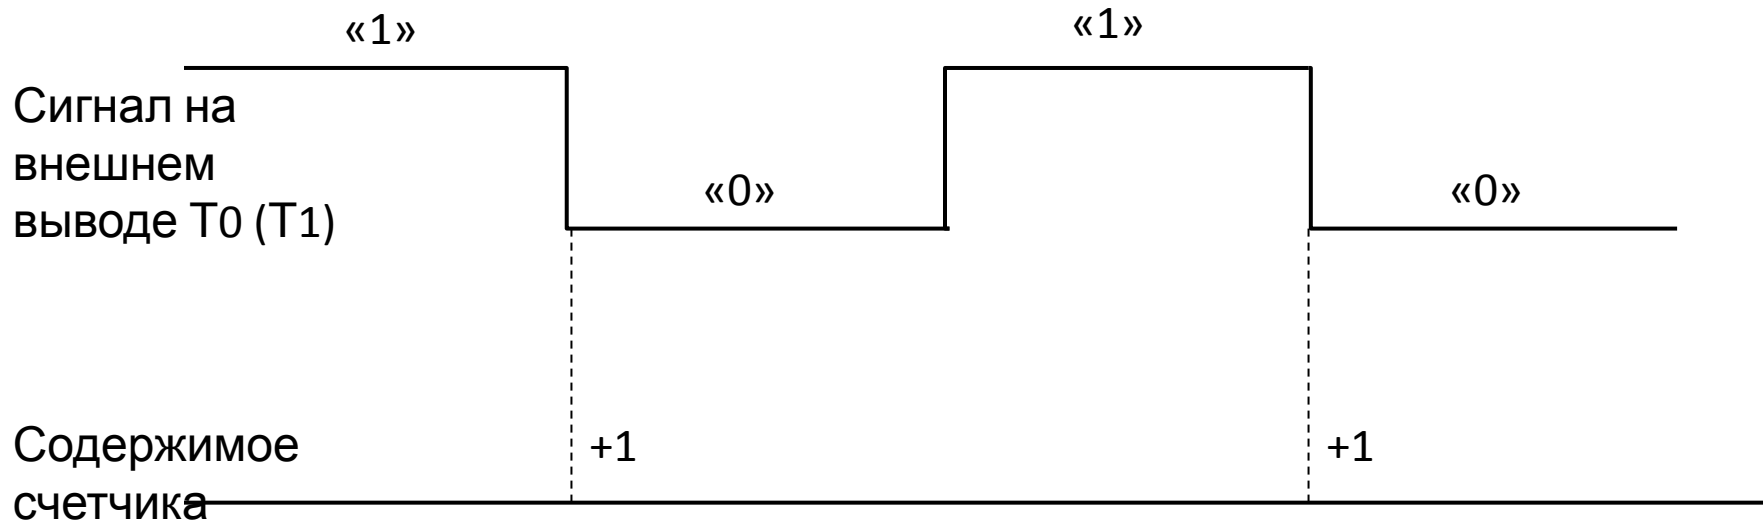 «1»
«1»
Сигнал на
внешнем
выводе T0 (T1)
«0»
«0»
Содержимое
счетчика
+1
+1